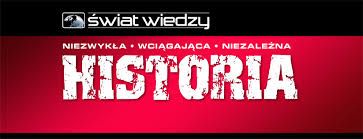 świat wiedzy
NIEZWYKŁA • WCIĄGAJĄCA • NIEZALEŻNA
HISTORIA